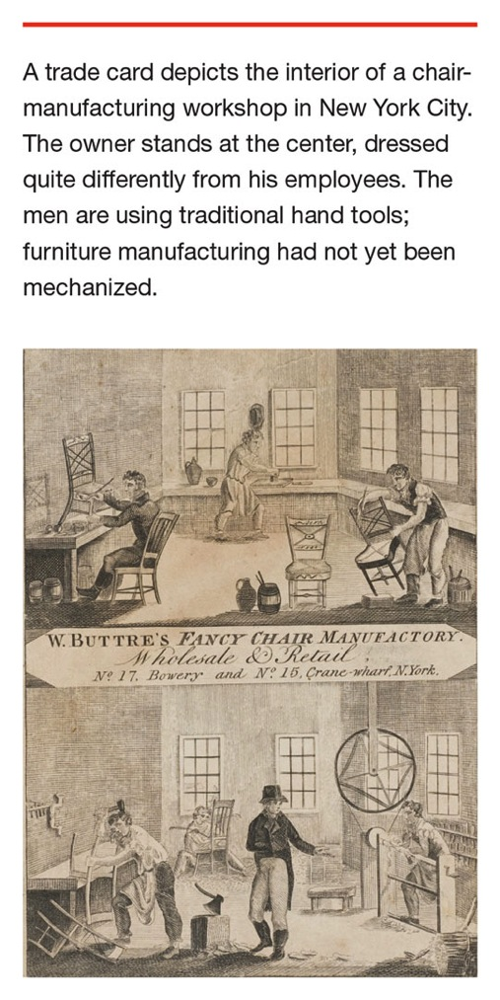 A trade card depicts the interior of a chair-
manufacturing workshop in New York City.
The owner stands at the center, dressed
quite differently from his employees. The
men are using traditional hand tools;
furniture manufacturing had not yet been
mechanized.
W. BUTTRE'S FANCY CHAIR MANUFACTORY.
Wholesale & Retail,
No 17, Bowery and No 15, Crane-wharf, N.York.